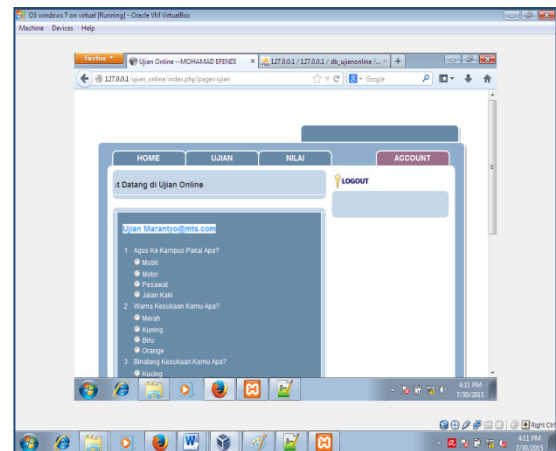 OS windows 7 on virtual [Running] - Oracle VM VirtualBox
Machine Devices Help
Firefox
Ujian Online --MOHAMAD EFENDI
127.0.0.1 / 127.0.0.1 / db_ujianonline /...
127.0.0.1/ujian_online/index.php?pages=ujian
Google
HOME UJIAN NILAI ACCOUNT
t Datang di Ujian Online
LOGOUT
Ujian Marantyo@mts.com
1 Agus Ke Kampus Pakai Apa?
Mobil
Motor
Pesawat
Jalan Kaki
2 Warna Kesukaan Kamu Apa?
Merah
Kuning
Biru
Orange
3 Binatang Kesukaan Kamu Apa?
Kucing
4:11 PM
7/30/2015
Right Ctrl
4:11 PM
7/30/2015